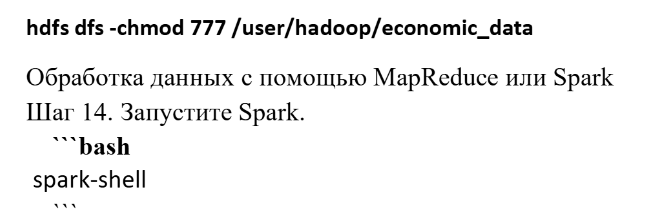 hdfs dfs -chmod 777 /user/hadoop/economic_data
Обработка данных с помощью MapReduce или Spark
Шаг 14. Запустите Spark.
```bash
spark-shell
```